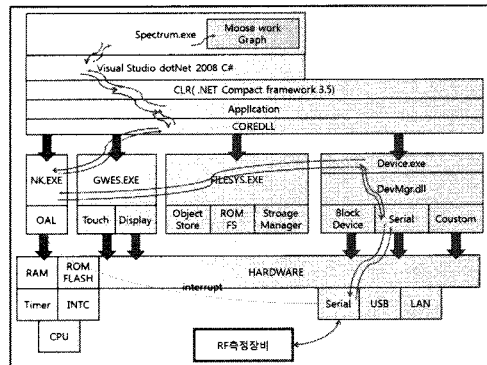 Spectrum.exe
Moose work
Graph
Visual Studio dotNet 2008 C#
CLR( .NET Compact framework 3.5)
Application
COREDLL
NK.EXE
GWES.EXE
FILESYS.EXE
Device.exe
DevMgr.dll
OAL
Touch
Display
Object
Store
ROM
FS
Stroage
Manager
Block
Device
Serial
Coustom
RAM
ROM
FLASH
HARDWARE
interrupt
Timer
INTC
Serial
USB
LAN
CPU
RF측정장비